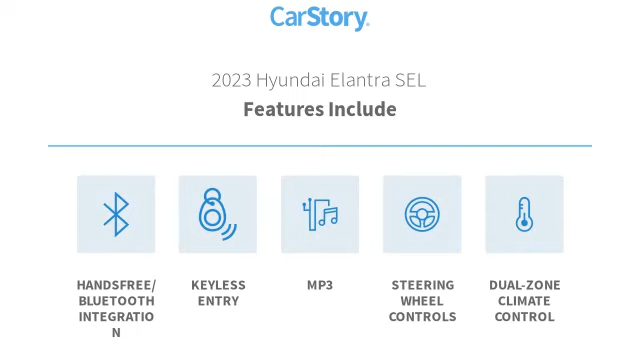 CarStory®
2023 Hyundai Elantra SEL
Features Include
HANDSFREE/
BLUETOOTH
INTEGRATIO
N
KEYLESS
ENTRY
MP3
STEERING
WHEEL
CONTROLS
DUAL-ZONE
CLIMATE
CONTROL